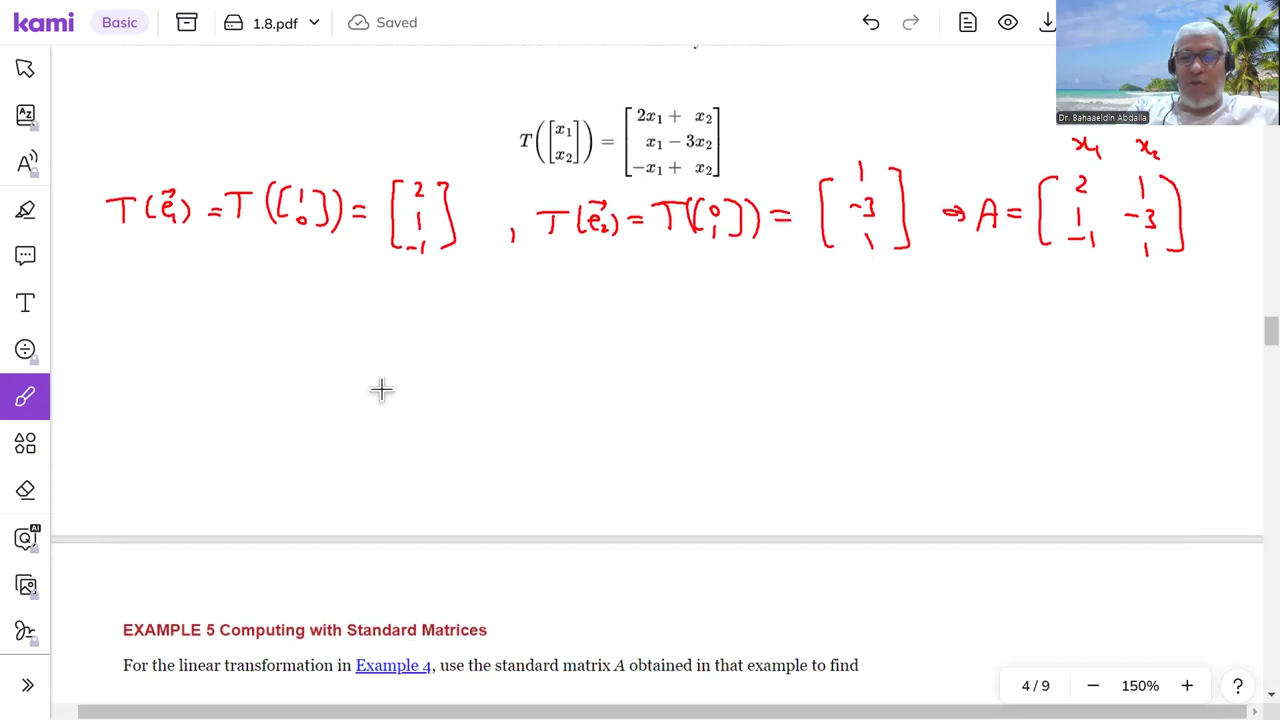 kami Basic 1.8.pdf Saved
Dr. Bahaaeldin Abdalla
T([x₁ x₂]) = [2x₁ + x₂
x₁ − 3x₂
−x₁ + x₂]
x₁ x₂
T(e⃗₁) = T([1 0]) = [2 1 -1] , T(e⃗₂) = T([0 1]) = [1 -3 1] ⇒ A = [2 1
1 -3
-1 1]
EXAMPLE 5 Computing with Standard Matrices
For the linear transformation in Example 4, use the standard matrix A obtained in that example to find
4 / 9 − 150% + ?